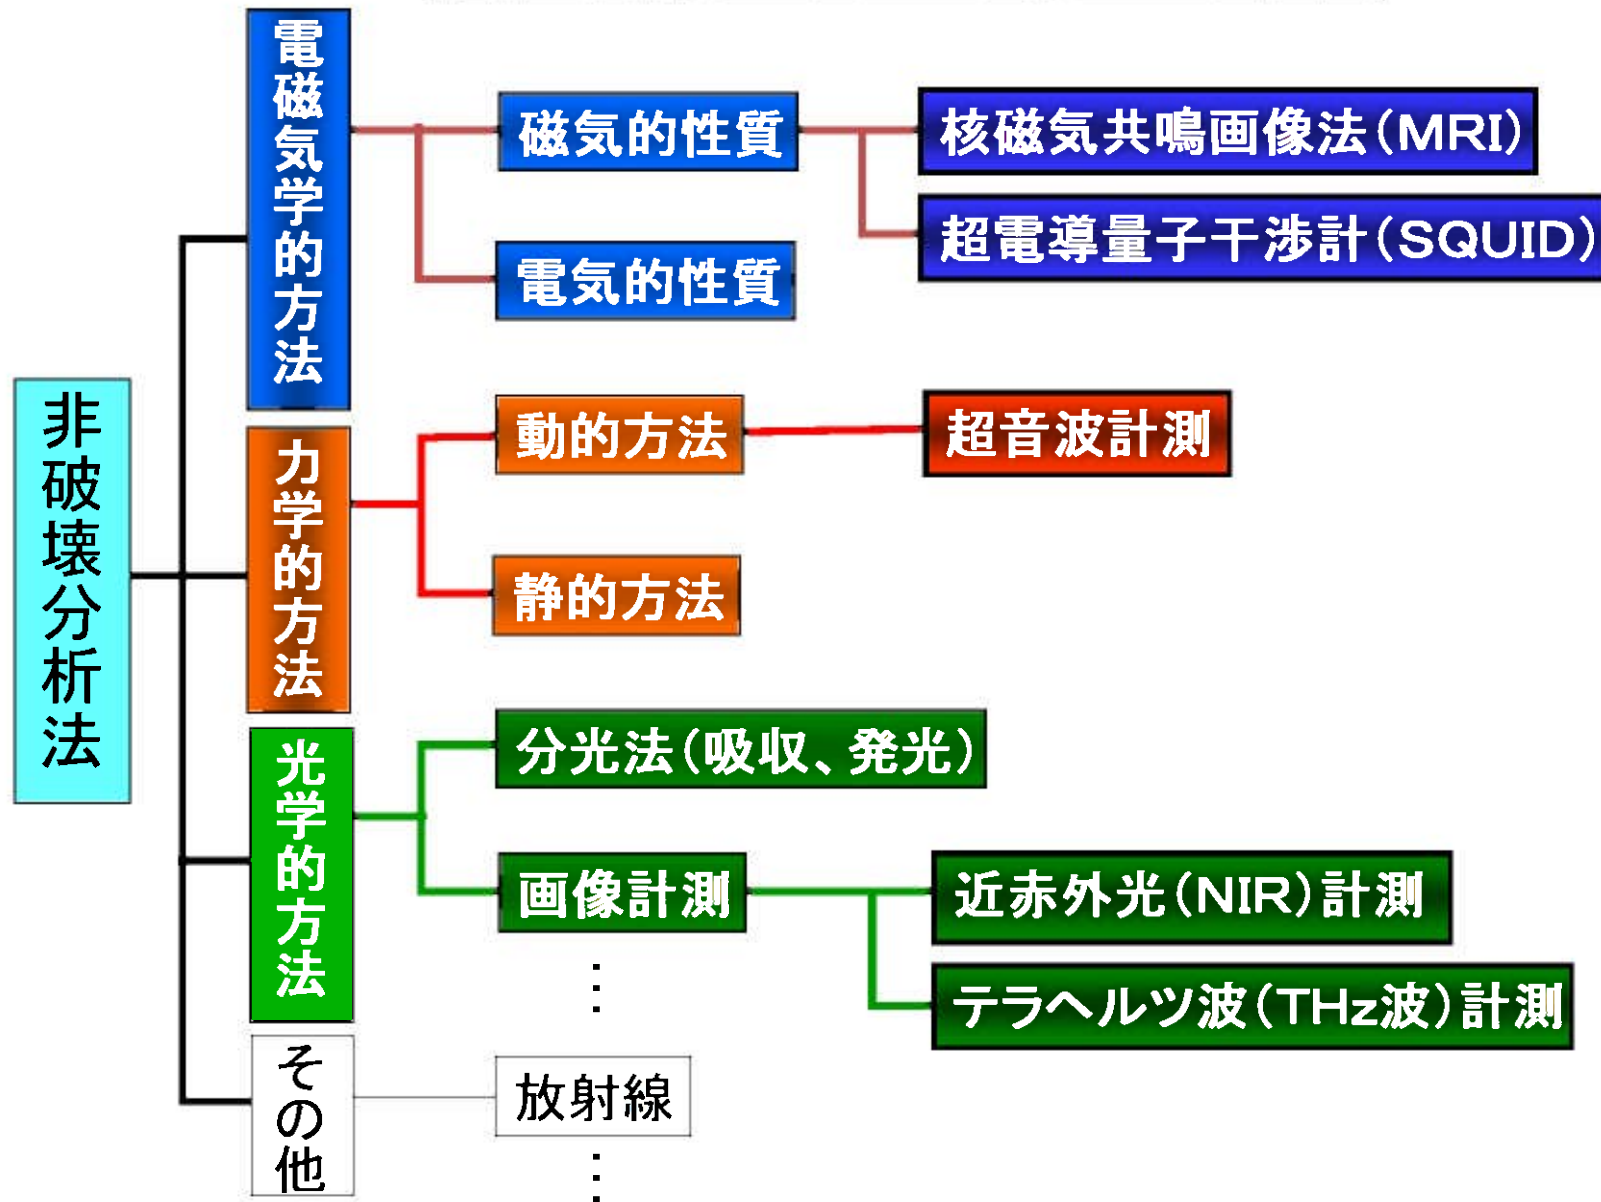 非破壊分析法
電磁気学的方法
磁気的性質
核磁気共鳴画像法(MRI)
超電導量子干渉計(SQUID)
電気的性質
力学的方法
動的方法
超音波計測
静的方法
光学的方法
分光法(吸収、発光)
画像計測
近赤外光(NIR)計測
テラヘルツ波(THz波)計測
⋮
その他
放射線
⋮